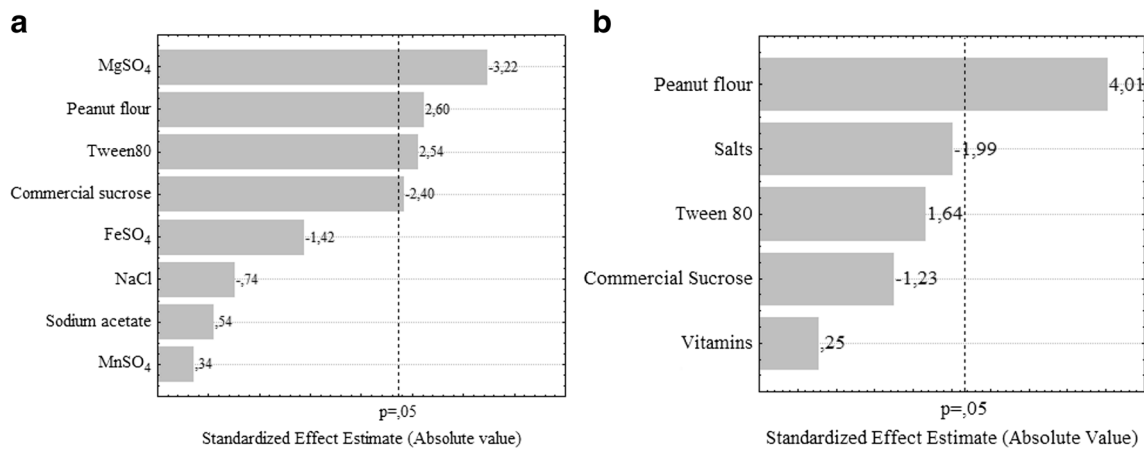 a
MgSO₄
-3,22
Peanut flour
2,60
Tween80
2,54
Commercial sucrose
-2,40
FeSO₄
-1,42
NaCl
-,74
Sodium acetate
,54
MnSO₄
,34
p=,05
Standardized Effect Estimate (Absolute value)
b
Peanut flour
4,01
Salts
-1,99
Tween 80
1,64
Commercial Sucrose
-1,23
Vitamins
,25
p=,05
Standardized Effect Estimate (Absolute Value)